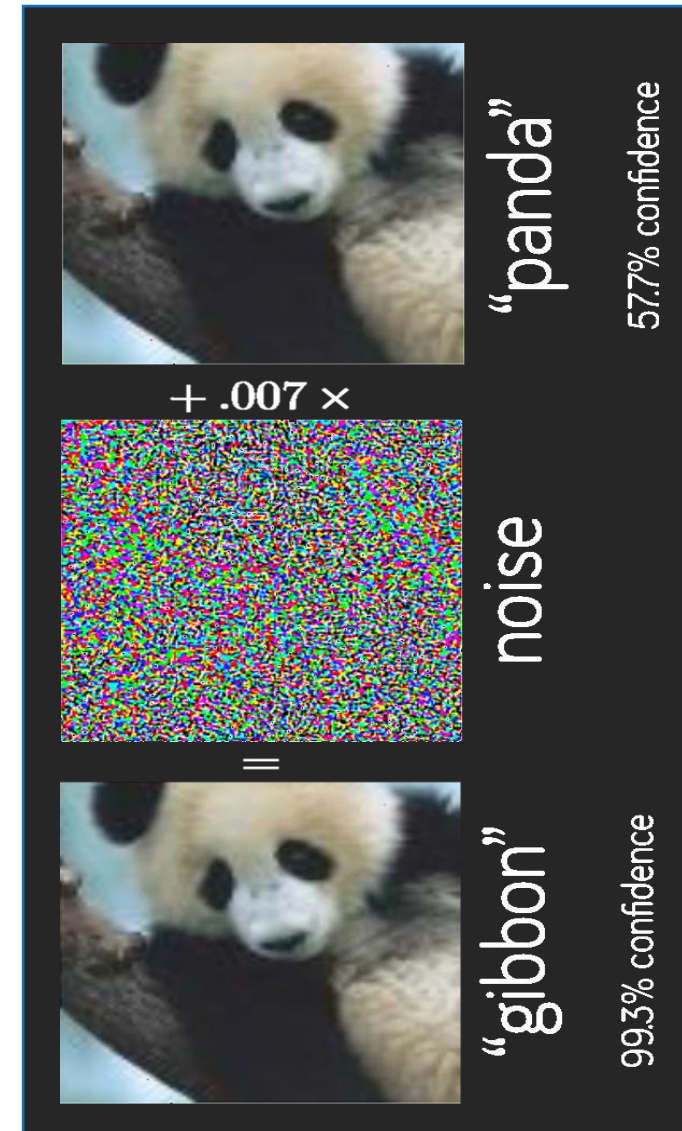 “panda”
57.7% confidence
+ .007 ×
noise
=
“gibbon”
99.3% confidence